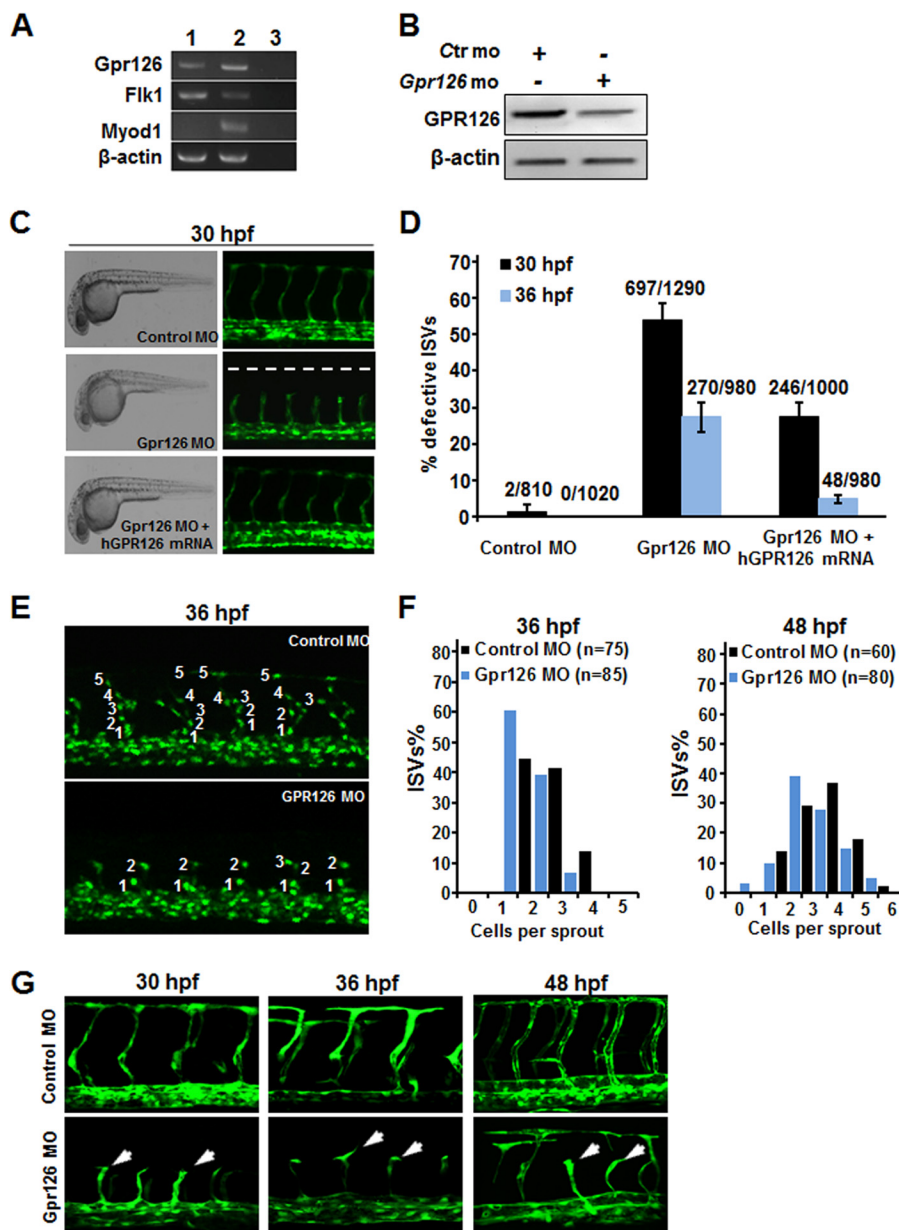 A
1 2 3
Gpr126
Flk1
Myod1
β-actin
B
Ctr mo + -
Gpr126 mo - +
GPR126
β-actin
C
30 hpf
Control MO
Gpr126 MO
Gpr126 MO +
hGPR126 mRNA
D
% defective ISVs
70
60
50
40
30
20
10
0
30 hpf
36 hpf
2/810
0/1020
697/1290
270/980
246/1000
48/980
Control MO
Gpr126 MO
Gpr126 MO +
hGPR126 mRNA
E
36 hpf
Control MO
5 5 5 5
4 4 4 4 3 3
3 3 2 2
2 2 1 1
1 1
GPR126 MO
2 2 2 3 2 2
1 1 1 1 1
F
36 hpf
ISVs%
80
70
60
50
40
30
20
10
0
Control MO (n=75)
Gpr126 MO (n=85)
0 1 2 3 4 5
Cells per sprout
48 hpf
ISVs%
80
70
60
50
40
30
20
10
0
Control MO (n=60)
Gpr126 MO (n=80)
0 1 2 3 4 5 6
Cells per sprout
G
30 hpf 36 hpf 48 hpf
Control MO
Gpr126 MO